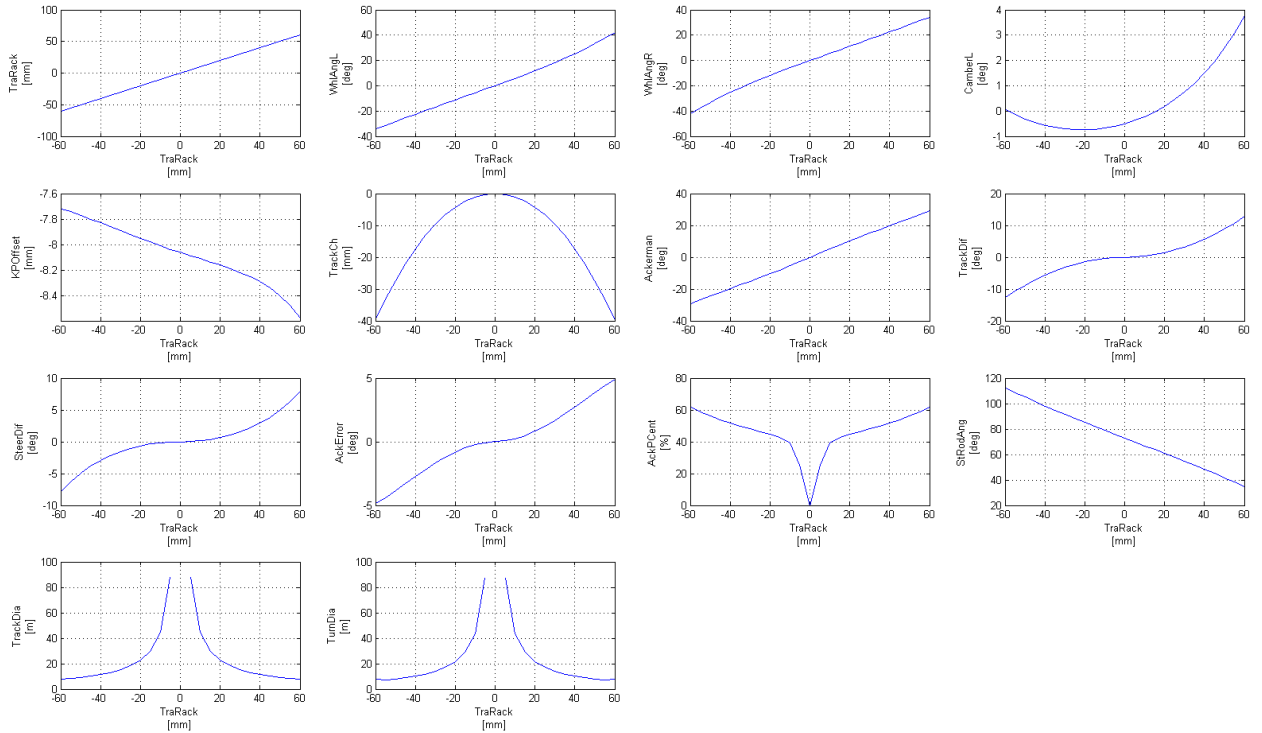 TraRack
[mm]
100
50
0
-50
-100
-60 -40 -20 0 20 40 60
TraRack
[mm]
WhlAngL
[deg]
60
40
20
0
-20
-40
-60 -40 -20 0 20 40 60
TraRack
[mm]
WhlAngR
[deg]
40
20
0
-20
-40
-60
-60 -40 -20 0 20 40 60
TraRack
[mm]
CamberL
[deg]
4
3
2
1
0
-1
-60 -40 -20 0 20 40 60
TraRack
[mm]
KPOffset
[mm]
-7.6
-7.8
-8
-8.2
-8.4
-60 -40 -20 0 20 40 60
TraRack
[mm]
TrackCh
[mm]
0
-10
-20
-30
-40
-60 -40 -20 0 20 40 60
TraRack
[mm]
Ackerman
[deg]
40
20
0
-20
-40
-60 -40 -20 0 20 40 60
TraRack
[mm]
TrackDif
[deg]
20
10
0
-10
-20
-60 -40 -20 0 20 40 60
TraRack
[mm]
SteerDif
[deg]
10
5
0
-5
-10
-60 -40 -20 0 20 40 60
TraRack
[mm]
AckError
[deg]
5
0
-5
-60 -40 -20 0 20 40 60
TraRack
[mm]
AckPCent
[%]
80
60
40
20
0
-60 -40 -20 0 20 40 60
TraRack
[mm]
StRodAng
[deg]
120
100
80
60
40
20
-60 -40 -20 0 20 40 60
TraRack
[mm]
TrackDia
[m]
100
80
60
40
20
0
-60 -40 -20 0 20 40 60
TraRack
[mm]
TurnDia
[m]
100
80
60
40
20
0
-60 -40 -20 0 20 40 60
TraRack
[mm]